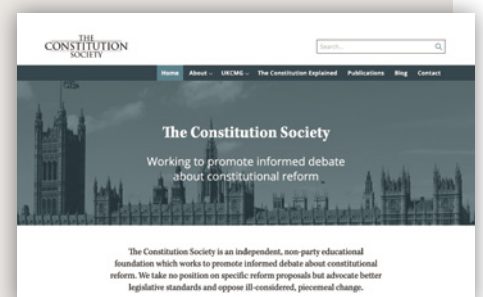 THE
CONSTITUTION
SOCIETY
Search...
Home About UKCMG The Constitution Explained Publications Blog Contact
The Constitution Society
Working to promote informed debate
about constitutional reform
The Constitution Society is an independent, non-party educational
foundation which works to promote informed debate about constitutional
reform. We take no position on specific reform proposals but advocate better
legislative standards and oppose ill-considered, piecemeal change.